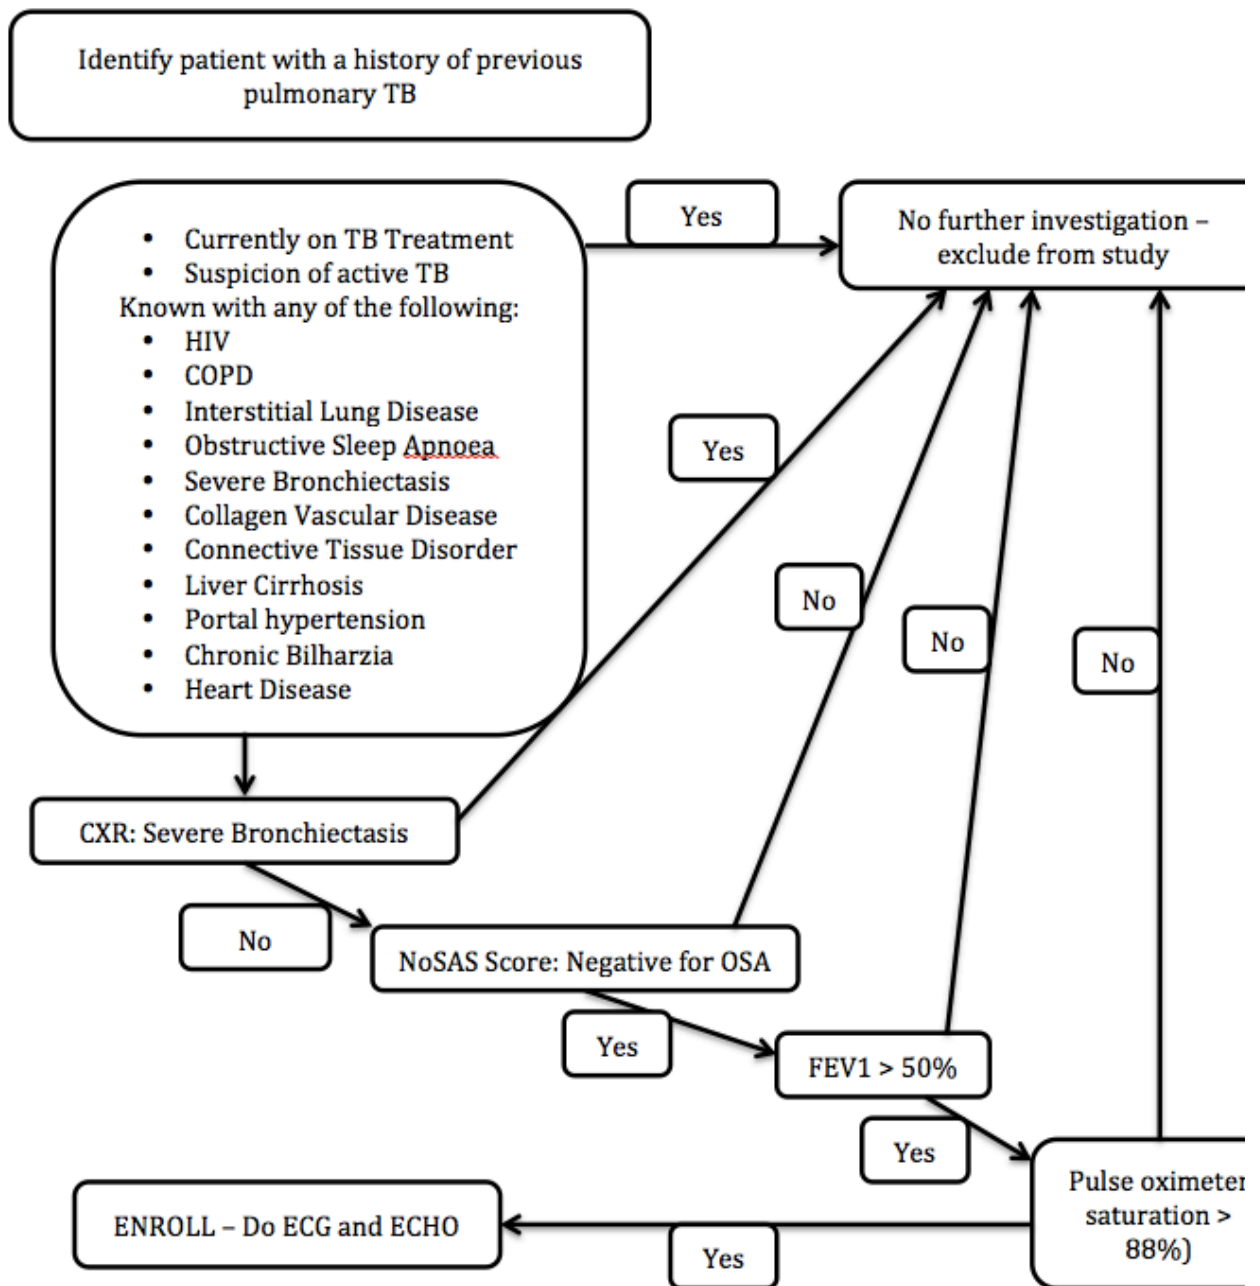 Identify patient with a history of previous
pulmonary TB
• Currently on TB Treatment
• Suspicion of active TB
Known with any of the following:
• HIV
• COPD
• Interstitial Lung Disease
• Obstructive Sleep Apnoea
• Severe Bronchiectasis
• Collagen Vascular Disease
• Connective Tissue Disorder
• Liver Cirrhosis
• Portal hypertension
• Chronic Bilharzia
• Heart Disease
Yes
No further investigation –
exclude from study
Yes
No
No
No
CXR: Severe Bronchiectasis
No
NoSAS Score: Negative for OSA
Yes
FEV1 > 50%
Yes
Pulse oximeter
saturation >
88%)
Yes
ENROLL – Do ECG and ECHO